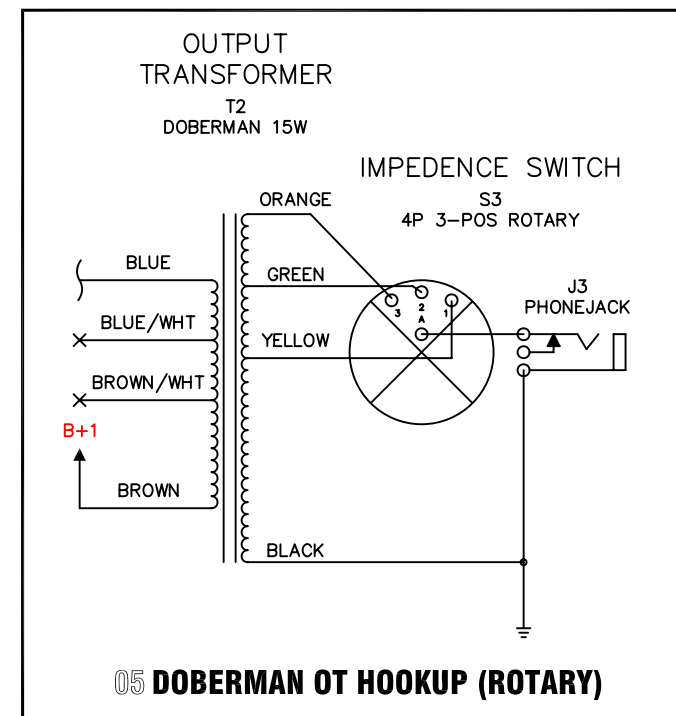 OUTPUT
TRANSFORMER
T2
DOBERMAN 15W
IMPEDENCE SWITCH
S3
4P 3-POS ROTARY
ORANGE
BLUE
GREEN
J3
PHONEJACK
3
2
1
A
BLUE/WHT
YELLOW
BROWN/WHT
B+1
BROWN
BLACK
05 DOBERMAN OT HOOKUP (ROTARY)